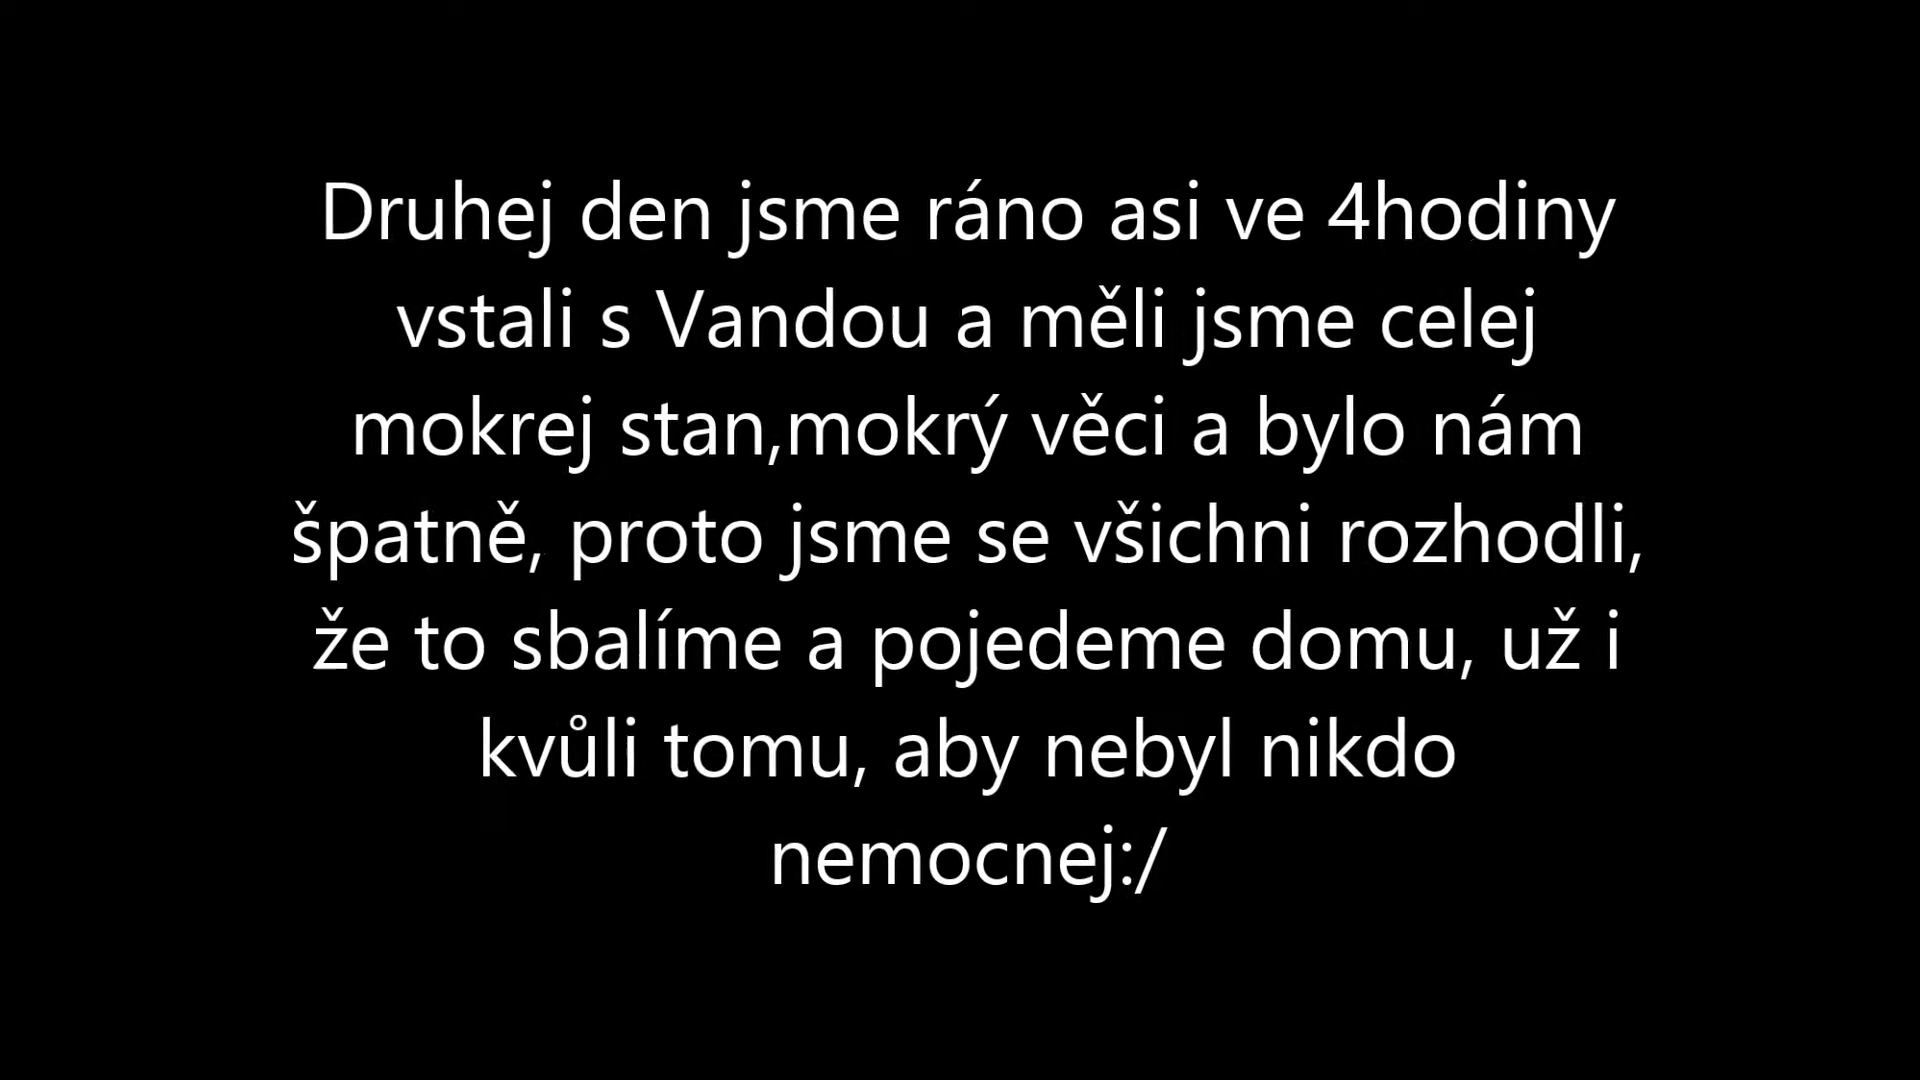 Druhej den jsme ráno asi ve 4hodiny
vstali s Vandou a měli jsme celej
mokrej stan,mokrý věci a bylo nám
špatně, proto jsme se všichni rozhodli,
že to sbalíme a pojedeme domu, už i
kvůli tomu, aby nebyl nikdo
nemocnej:/